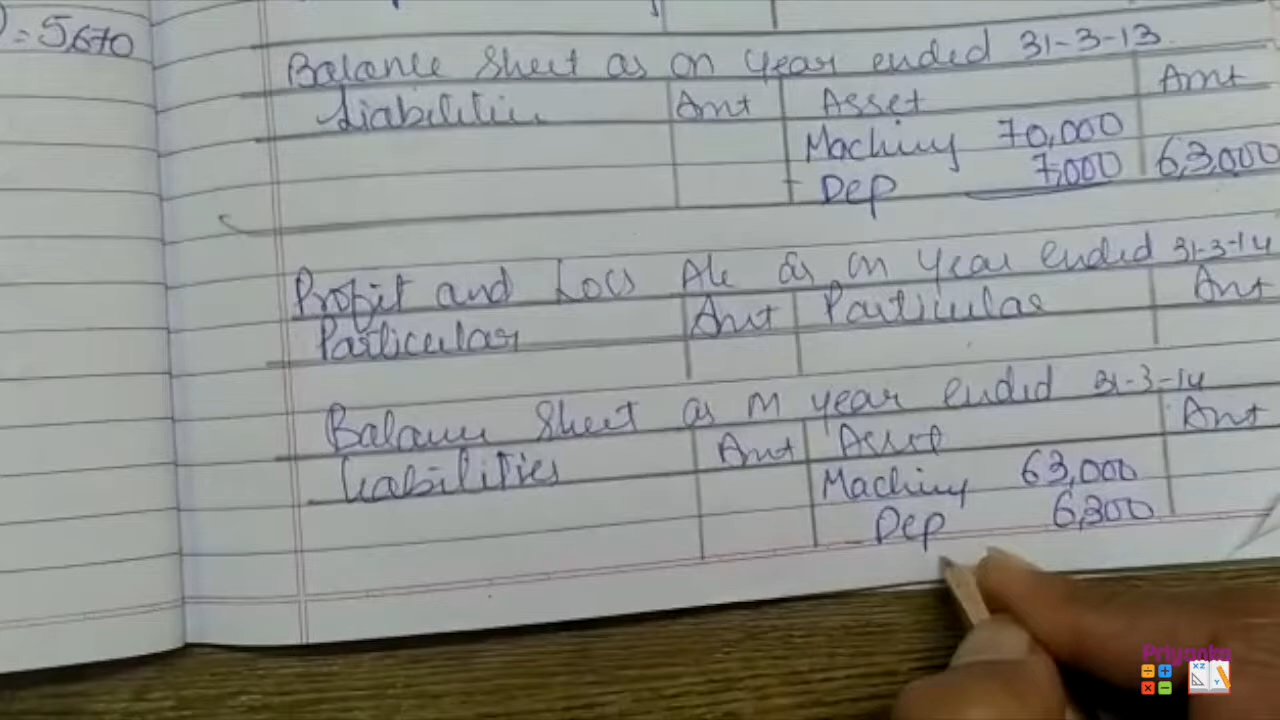 = 5,670
Balance Sheet as on year ended 31-3-13.
Liabilities Amt Asset Amt
Machiny 70,000
- Dep 7,000 63,000
Profit and Loss A/c as on year ended 31-3-14
Particular Amt Particular Amt
Balance Sheet as on year ended 31-3-14
Liabilities Amt Asset Amt
Machiny 63,000
Dep 6,300
Priyanka